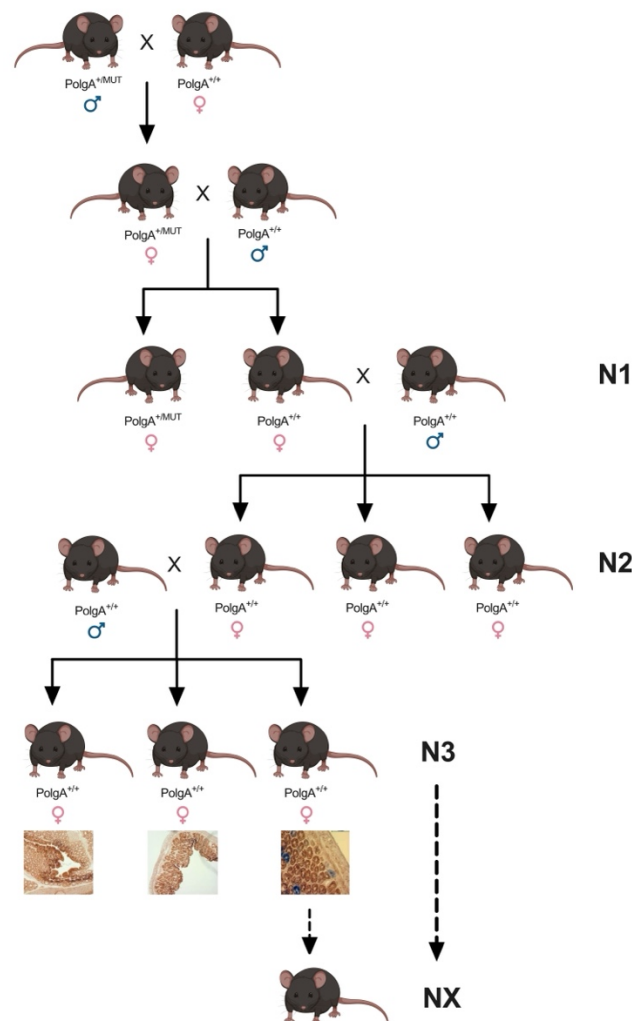 X
PolgA+/MUT PolgA+/+
♂ ♀
X
PolgA+/MUT PolgA+/+
♀ ♂
X N1
PolgA+/MUT PolgA+/+ PolgA+/+
♀ ♀ ♂
X N2
PolgA+/+ PolgA+/+ PolgA+/+ PolgA+/+
♂ ♀ ♀ ♀
N3
PolgA+/+ PolgA+/+ PolgA+/+
♀ ♀ ♀
NX